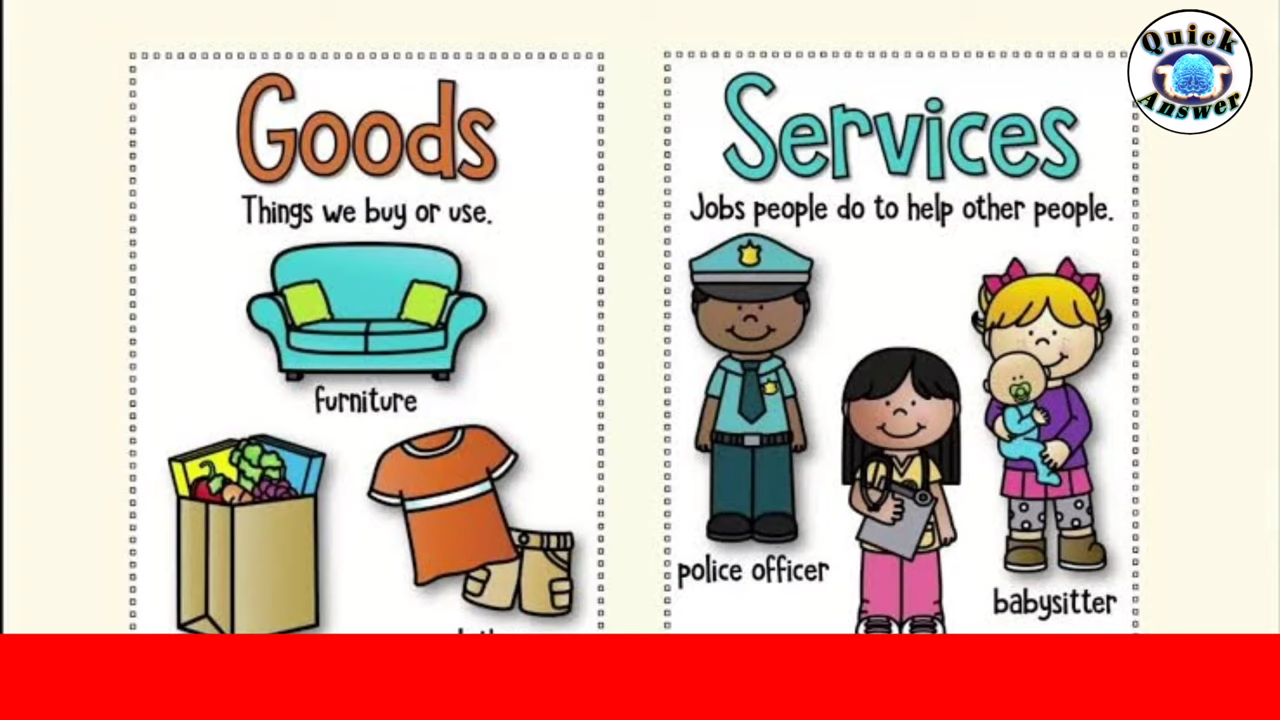 Goods
Things we buy or use.
furniture
Services
Jobs people do to help other people.
police officer
babysitter
Quick
Answer